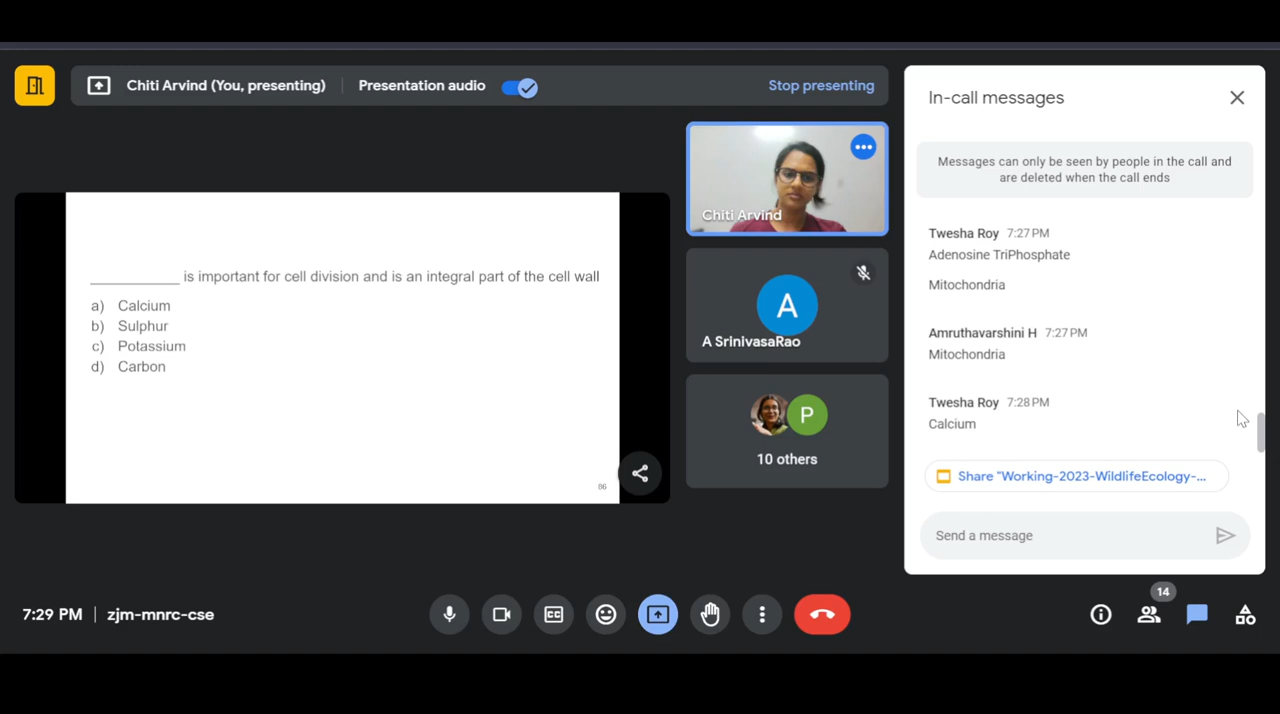 Chiti Arvind (You, presenting)
Presentation audio
Stop presenting
In-call messages
Messages can only be seen by people in the call and
are deleted when the call ends
Chiti Arvind
_____________ is important for cell division and is an integral part of the cell wall
a) Calcium
b) Sulphur
c) Potassium
d) Carbon
86
A
A SrinivasaRao
P
10 others
Twesha Roy 7:27 PM
Adenosine TriPhosphate
Mitochondria
Amruthavarshini H 7:27 PM
Mitochondria
Twesha Roy 7:28 PM
Calcium
Share "Working-2023-WildlifeEcology-...
Send a message
7:29 PM | zjm-mnrc-cse
CC
14